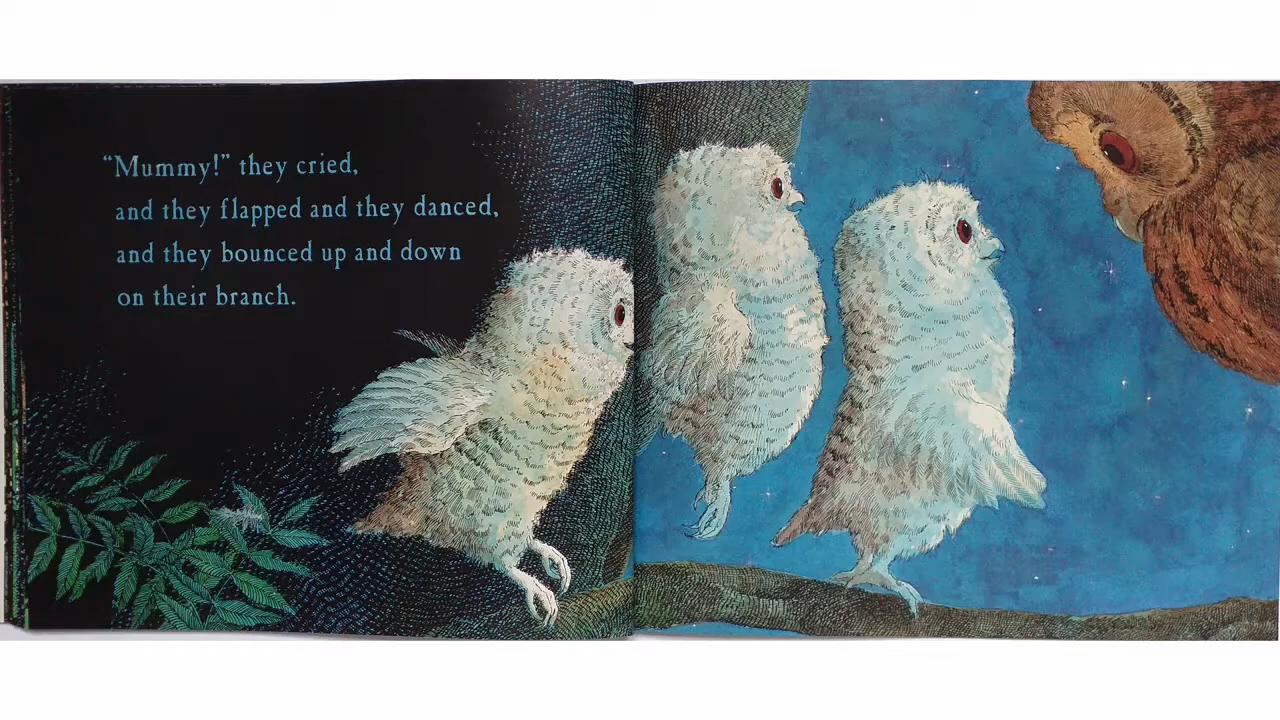 “Mummy!” they cried,
and they flapped and they danced,
and they bounced up and down
on their branch.